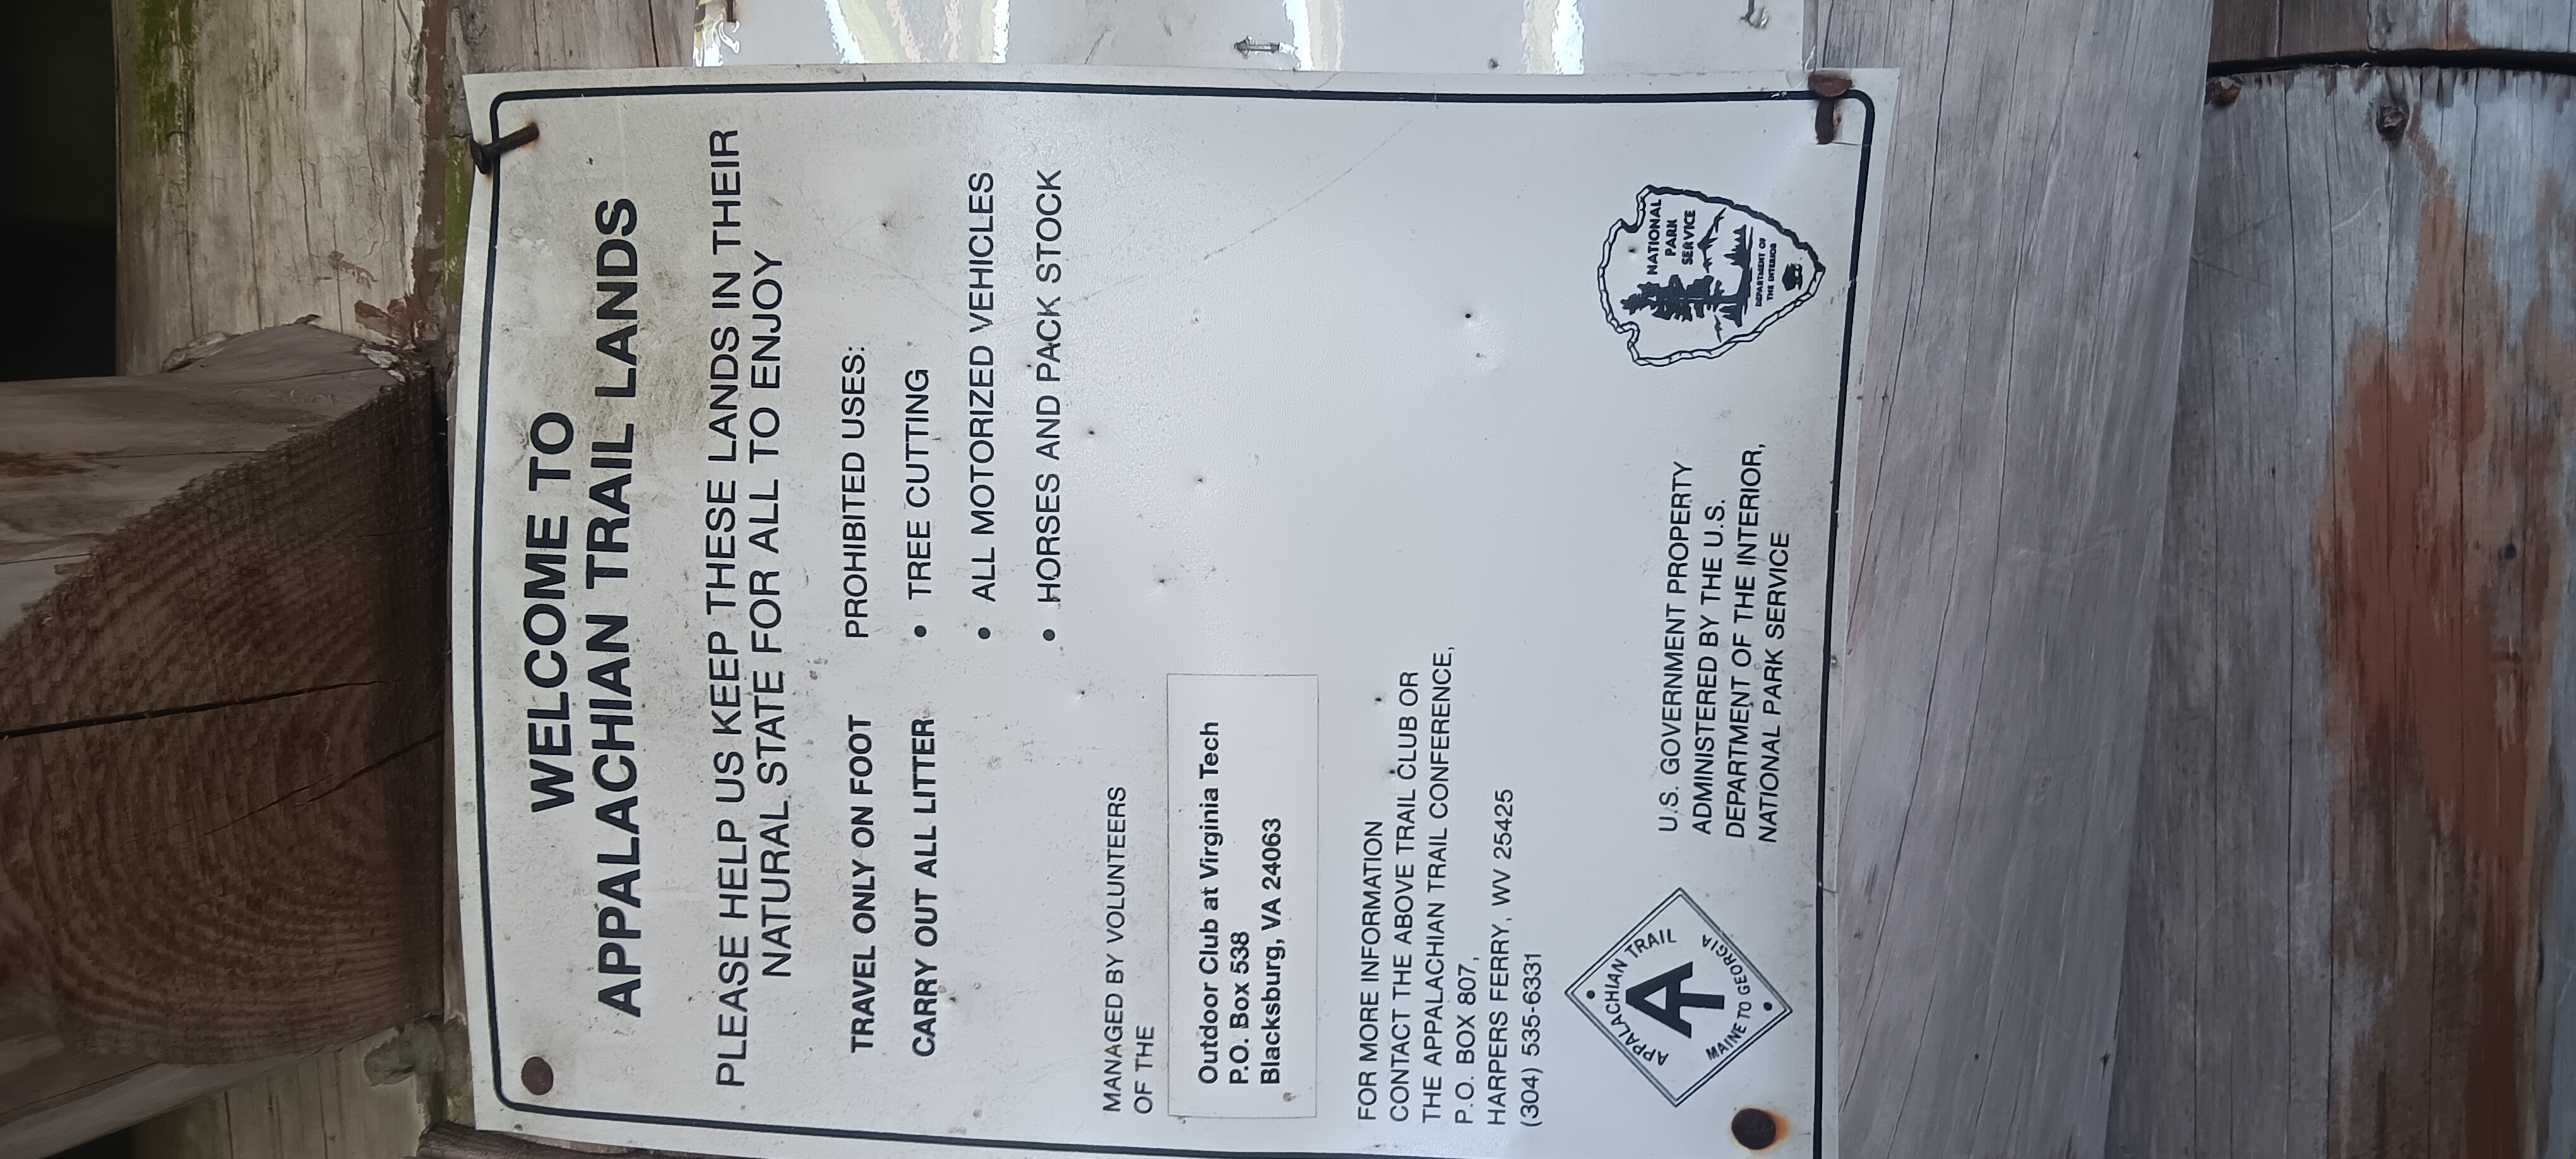 WELCOME TO
APPALACHIAN TRAIL LANDS
PLEASE HELP US KEEP THESE LANDS IN THEIR
NATURAL STATE FOR ALL TO ENJOY
TRAVEL ONLY ON FOOT
CARRY OUT ALL LITTER
PROHIBITED USES:
• TREE CUTTING
• ALL MOTORIZED VEHICLES
• HORSES AND PACK STOCK
MANAGED BY VOLUNTEERS
OF THE
Outdoor Club at Virginia Tech
P.O. Box 538
Blacksburg, VA 24063
FOR MORE INFORMATION
CONTACT THE ABOVE TRAIL CLUB OR
THE APPALACHIAN TRAIL CONFERENCE,
P.O. BOX 807,
HARPERS FERRY, WV 25425
(304) 535-6331
APPALACHIAN TRAIL
AT
MAINE TO GEORGIA
U.S. GOVERNMENT PROPERTY
ADMINISTERED BY THE U.S.
DEPARTMENT OF THE INTERIOR,
NATIONAL PARK SERVICE
NATIONAL
PARK
SERVICE
DEPARTMENT OF
THE INTERIOR